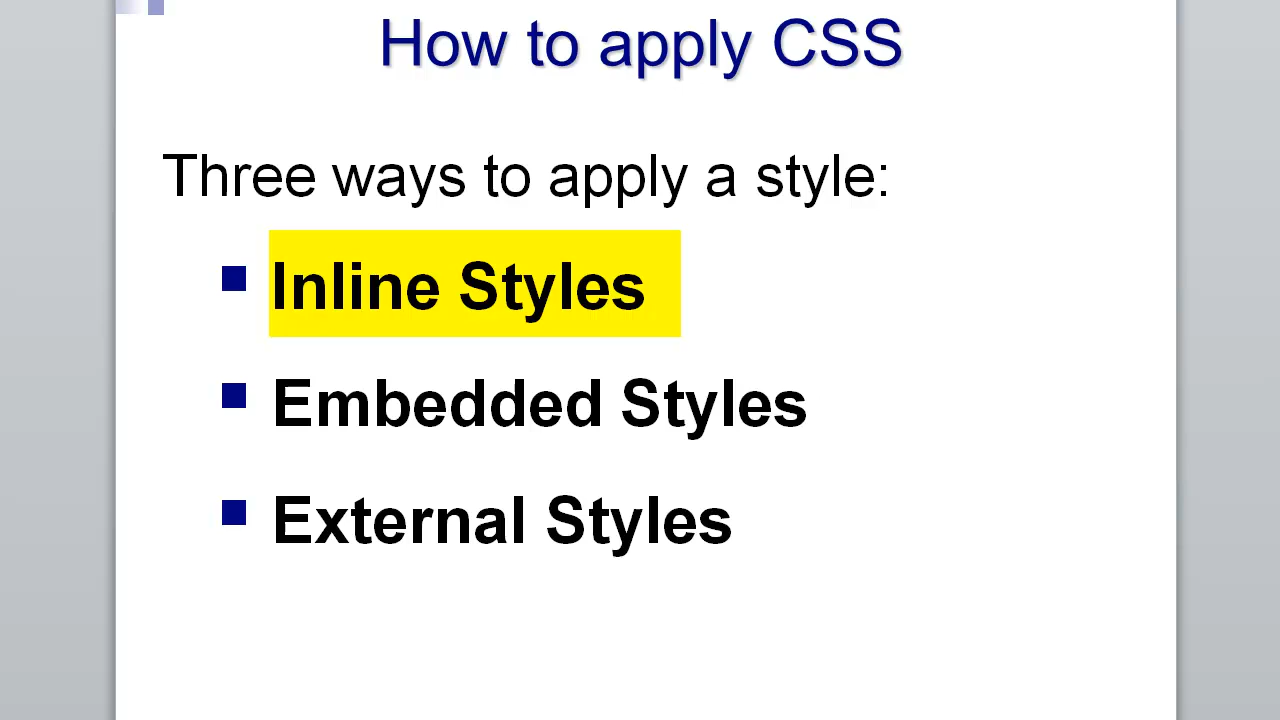 How to apply CSS
Three ways to apply a style:
Inline Styles
Embedded Styles
External Styles